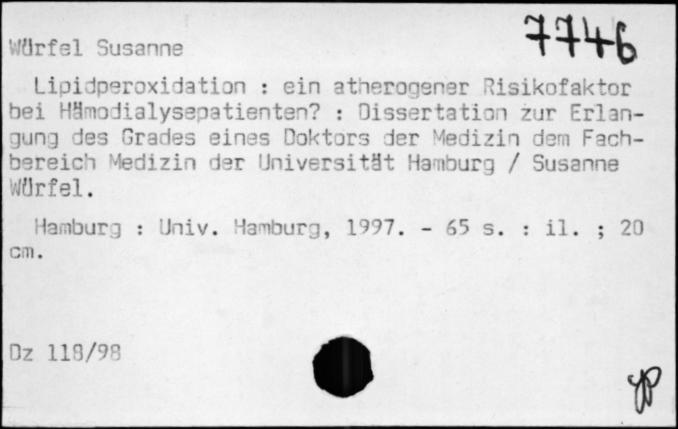 7746
Würfel Susanne
Lipidperoxidation : ein atherogener Risikofaktor
bei Hämodialysepatienten? : Dissertation zur Erlan-
gung des Grades eines Doktors der Medizin dem Fach-
bereich Medizin der Universität Hamburg / Susanne
Würfel.
Hamburg : Univ. Hamburg, 1997. - 65 s. : il. ; 20
cm.
Dz 118/98